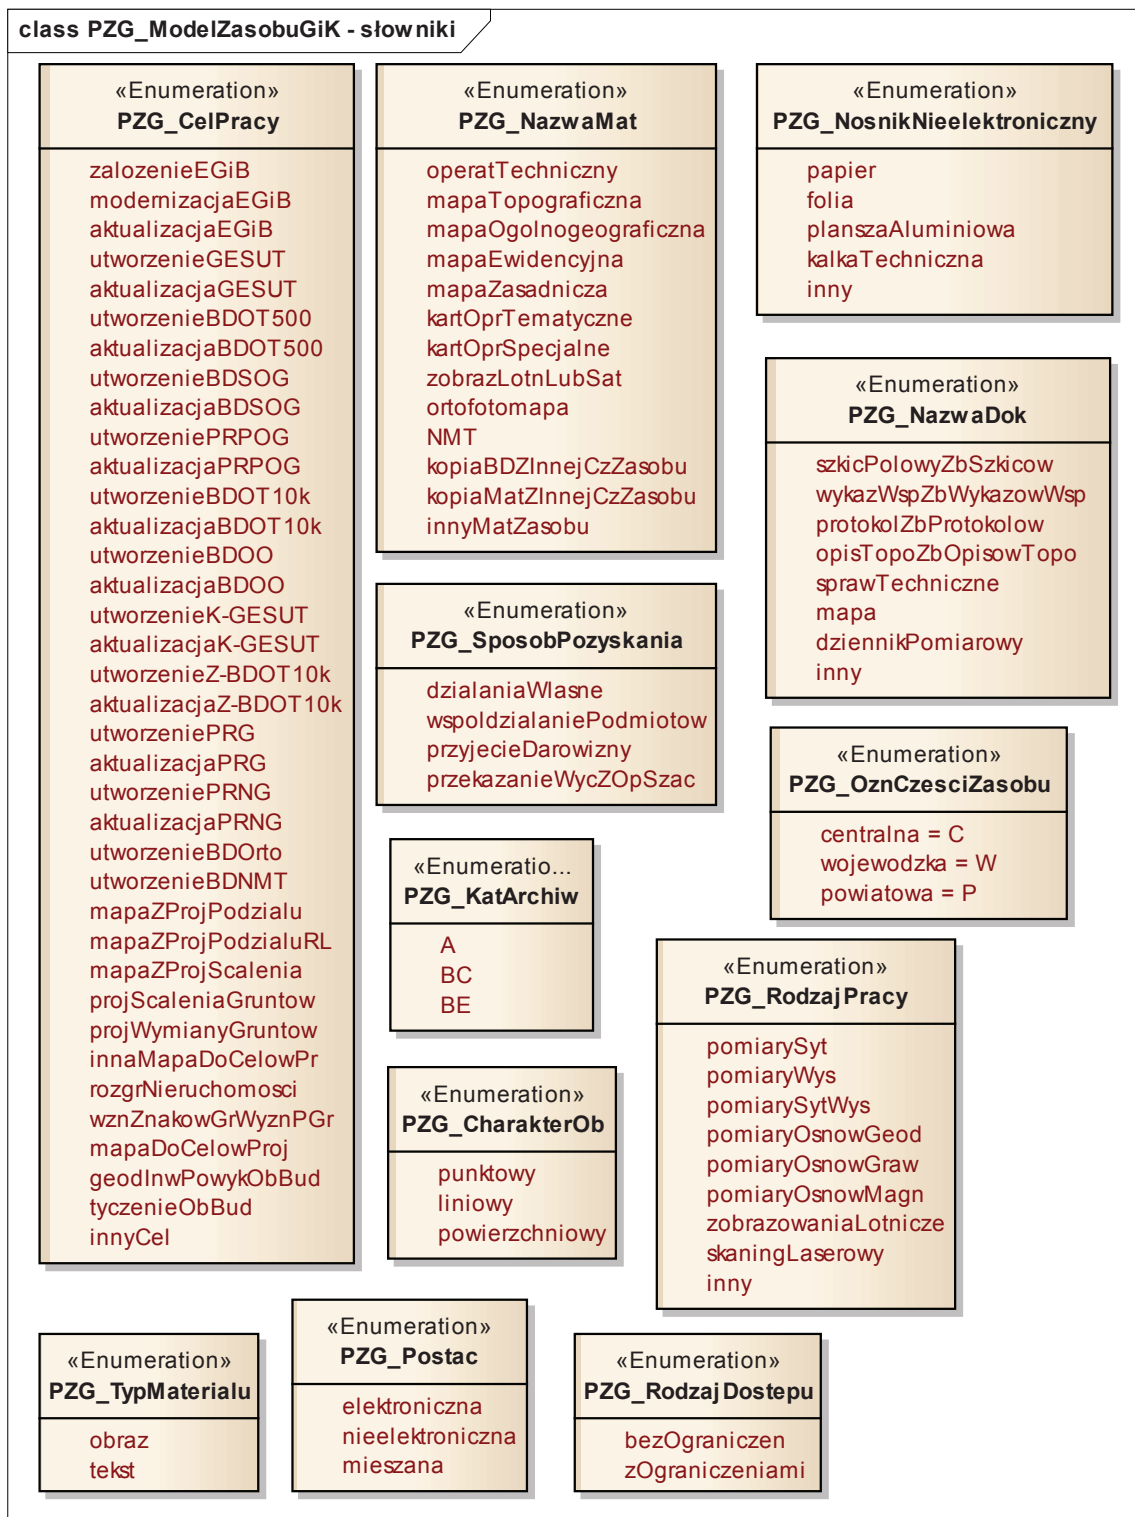 class PZG_ModelZasobuGiK - słowniki
«Enumeration»
PZG_CelPracy
zalozenieEGiB
modernizacjaEGiB
aktualizacjaEGiB
utworzenieGESUT
aktualizacjaGESUT
utworzenieBDOT500
aktualizacjaBDOT500
utworzenieBDSOG
aktualizacjaBDSOG
utworzeniePRPOG
aktualizacjaPRPOG
utworzenieBDOT10k
aktualizacjaBDOT10k
utworzenieBDOO
aktualizacjaBDOO
utworzenieK-GESUT
aktualizacjaK-GESUT
utworzenieZ-BDOT10k
aktualizacjaZ-BDOT10k
utworzeniePRG
aktualizacjaPRG
utworzeniePRNG
aktualizacjaPRNG
utworzenieBDOrto
utworzenieBDNMT
mapaZProjPodzialu
mapaZProjPodzialuRL
mapaZProjScalenia
projScaleniaGruntow
projWymianyGruntow
innaMapaDoCelowPr
rozgrNieruchomosci
wznZnakowGrWyznPGr
mapaDoCelowProj
geodInwPowykObBud
tyczenieObBud
innyCel
«Enumeration»
PZG_NazwaMat
operatTechniczny
mapaTopograficzna
mapaOgolnogeograficzna
mapaEwidencyjna
mapaZasadnicza
kartOprTematyczne
kartOprSpecjalne
zobrazLotnLubSat
ortofotomapa
NMT
kopiaBDZInnejCzZasobu
kopiaMatZInnejCzZasobu
innyMatZasobu
«Enumeration»
PZG_NosnikNieelektroniczny
papier
folia
planszaAluminiowa
kalkaTechniczna
inny
«Enumeration»
PZG_NazwaDok
szkicPolowyZbSzkicow
wykazWspZbWykazowWsp
protokolZbProtokolow
opisTopoZbOpisowTopo
sprawTechniczne
mapa
dziennikPomiarowy
inny
«Enumeration»
PZG_SposobPozyskania
dzialaniaWlasne
wspoldzialaniePodmiotow
przyjecieDarowizny
przekazanieWycZOpSzac
«Enumeration»
PZG_OznCzesciZasobu
centralna = C
wojewodzka = W
powiatowa = P
«Enumeratio...
PZG_KatArchiw
A
BC
BE
«Enumeration»
PZG_RodzajPracy
pomiarySyt
pomiaryWys
pomiarySytWys
pomiaryOsnowGeod
pomiaryOsnowGraw
pomiaryOsnowMagn
zobrazowaniaLotnicze
skaningLaserowy
inny
«Enumeration»
PZG_CharakterOb
punktowy
liniowy
powierzchniowy
«Enumeration»
PZG_TypMaterialu
obraz
tekst
«Enumeration»
PZG_Postac
elektroniczna
nieelektroniczna
mieszana
«Enumeration»
PZG_RodzajDostepu
bezOgraniczen
zOgraniczeniami